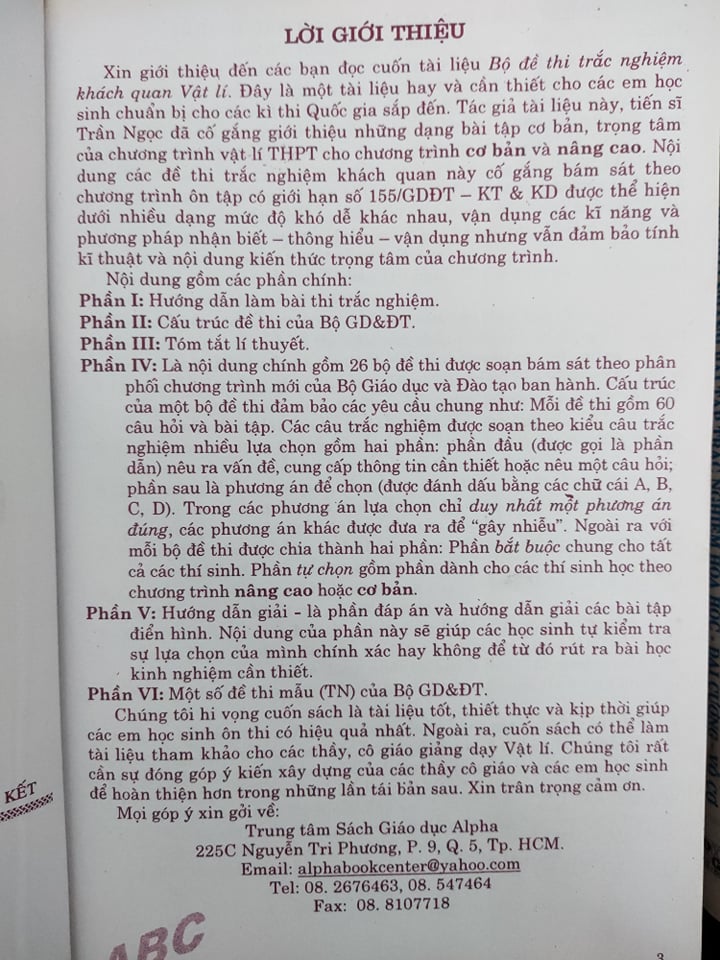 LỜI GIỚI THIỆU
Xin giới thiệu đến các bạn đọc cuốn tài liệu Bộ đề thi trắc nghiệm
khách quan Vật lí. Đây là một tài liệu hay và cần thiết cho các em học
sinh chuẩn bị cho các kì thi Quốc gia sắp đến. Tác giả tài liệu này, tiến sĩ
Trần Ngọc đã cố gắng giới thiệu những dạng bài tập cơ bản, trọng tâm
của chương trình vật lí THPT cho chương trình cơ bản và nâng cao. Nội
dung các đề thi trắc nghiệm khách quan này cố gắng bám sát theo
chương trình ôn tập có giới hạn số 155/GDĐT – KT & KD được thể hiện
dưới nhiều dạng mức độ khó dễ khác nhau, vận dụng các kĩ năng và
phương pháp nhận biết – thông hiểu – vận dụng nhưng vẫn đảm bảo tính
kĩ thuật và nội dung kiến thức trọng tâm của chương trình.
Nội dung gồm các phần chính:
Phần I: Hướng dẫn làm bài thi trắc nghiệm.
Phần II: Cấu trúc đề thi của Bộ GD&ĐT.
Phần III: Tóm tắt lí thuyết.
Phần IV: Là nội dung chính gồm 26 bộ đề thi được soạn bám sát theo phân
phối chương trình mới của Bộ Giáo dục và Đào tạo ban hành. Cấu trúc
của một bộ đề thi đảm bảo các yêu cầu chung như: Mỗi đề thi gồm 60
câu hỏi và bài tập. Các câu trắc nghiệm được soạn theo kiểu câu trắc
nghiệm nhiều lựa chọn gồm hai phần: phần đầu (được gọi là phần
dẫn) nêu ra vấn đề, cung cấp thông tin cần thiết hoặc nêu một câu hỏi;
phần sau là phương án để chọn (được đánh dấu bằng các chữ cái A, B,
C, D). Trong các phương án lựa chọn chỉ duy nhất một phương án
đúng, các phương án khác được đưa ra để “gây nhiễu”. Ngoài ra với
mỗi bộ đề thi được chia thành hai phần: Phần bắt buộc chung cho tất
cả các thí sinh. Phần tự chọn gồm phần dành cho các thí sinh học theo
chương trình nâng cao hoặc cơ bản.
Phần V: Hướng dẫn giải - là phần đáp án và hướng dẫn giải các bài tập
điển hình. Nội dung của phần này sẽ giúp các học sinh tự kiểm tra
sự lựa chọn của mình chính xác hay không để từ đó rút ra bài học
kinh nghiệm cần thiết.
Phần VI: Một số đề thi mẫu (TN) của Bộ GD&ĐT.
Chúng tôi hi vọng cuốn sách là tài liệu tốt, thiết thực và kịp thời giúp
các em học sinh ôn thi có hiệu quả nhất. Ngoài ra, cuốn sách có thể làm
tài liệu tham khảo cho các thầy, cô giáo giảng dạy Vật lí. Chúng tôi rất
cần sự đóng góp ý kiến xây dựng của các thầy cô giáo và các em học sinh
để hoàn thiện hơn trong những lần tái bản sau. Xin trân trọng cảm ơn.
Mọi góp ý xin gởi về:
Trung tâm Sách Giáo dục Alpha
225C Nguyễn Tri Phương, P. 9, Q. 5, Tp. HCM.
Email: alphabookcenter@yahoo.com
Tel: 08. 2676463, 08. 547464
Fax: 08. 8107718
KẾT
ABC
3